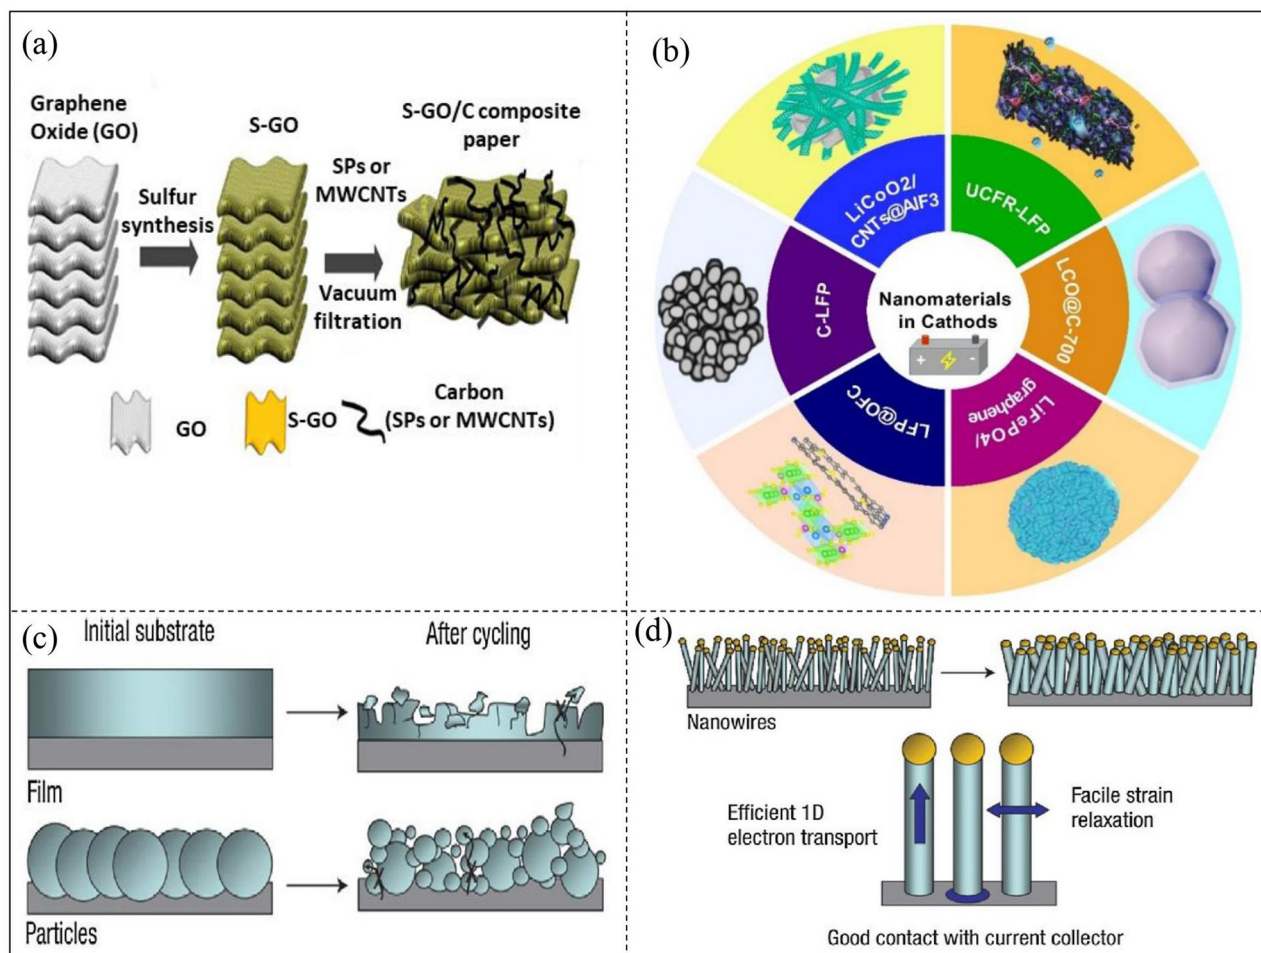 (a)
Graphene
Oxide (GO)
Sulfur
synthesis
S-GO
SPs or
MWCNTs
Vacuum
filtration
S-GO/C composite
paper
GO
S-GO
Carbon
(SPs or MWCNTs)
(b)
LiCoO2/
CNTs@AlF3
UCFR-LFP
LCO@C-700
LiFePO4/
graphene
LFP@OFC
C-LFP
Nanomaterials
in Cathods
+ -
(c)
Initial substrate
After cycling
Film
Particles
(d)
Nanowires
Efficient 1D
electron transport
Facile strain
relaxation
Good contact with current collector